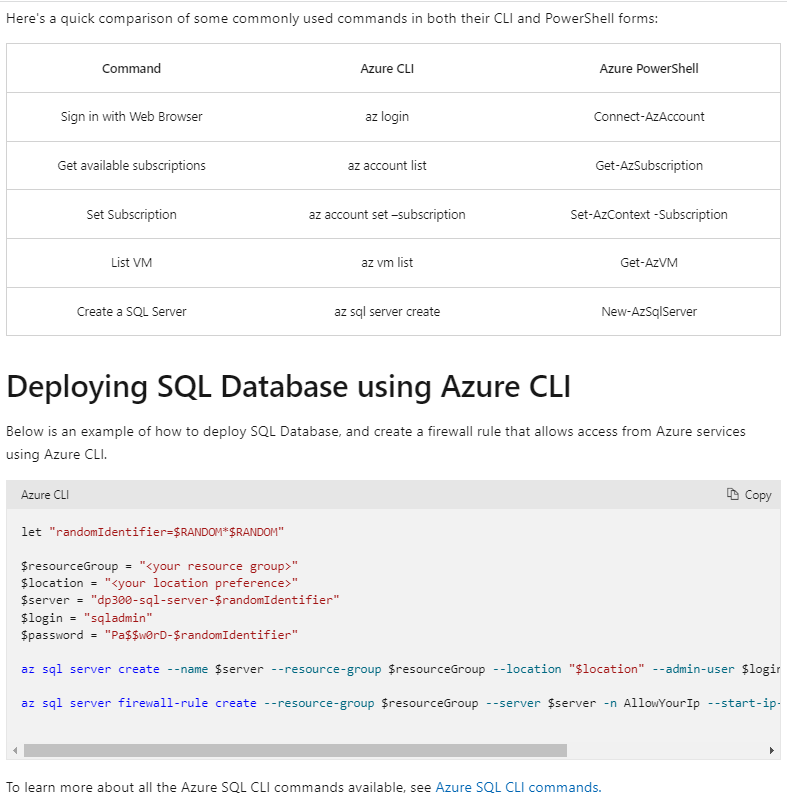 Here's a quick comparison of some commonly used commands in both their CLI and PowerShell forms:
Command Azure CLI Azure PowerShell
Sign in with Web Browser az login Connect-AzAccount
Get available subscriptions az account list Get-AzSubscription
Set Subscription az account set –subscription Set-AzContext -Subscription
List VM az vm list Get-AzVM
Create a SQL Server az sql server create New-AzSqlServer
Deploying SQL Database using Azure CLI
Below is an example of how to deploy SQL Database, and create a firewall rule that allows access from Azure services
using Azure CLI.
Azure CLI Copy
let "randomIdentifier=$RANDOM*$RANDOM"
$resourceGroup = "<your resource group>"
$location = "<your location preference>"
$server = "dp300-sql-server-$randomIdentifier"
$login = "sqladmin"
$password = "Pa$$w0rD-$randomIdentifier"
az sql server create --name $server --resource-group $resourceGroup --location "$location" --admin-user $login
az sql server firewall-rule create --resource-group $resourceGroup --server $server -n AllowYourIp --start-ip-
To learn more about all the Azure SQL CLI commands available, see Azure SQL CLI commands.